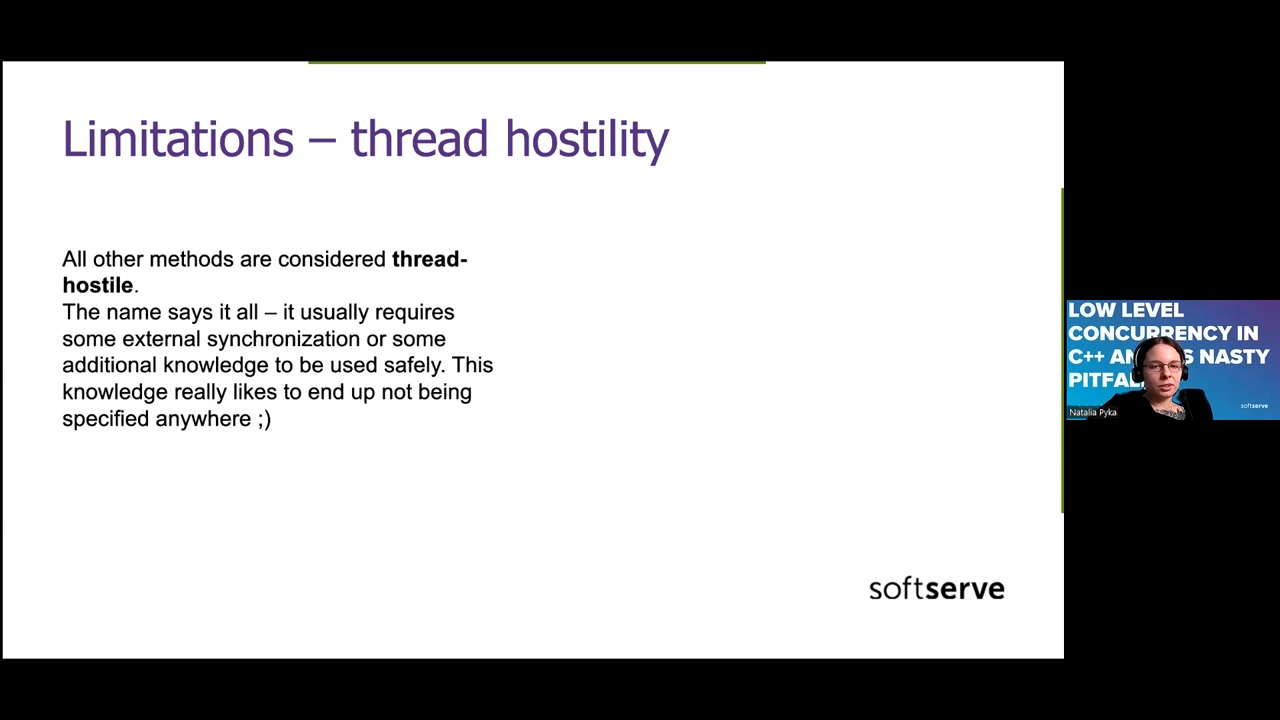 Limitations – thread hostility
All other methods are considered thread-
hostile.
The name says it all – it usually requires
some external synchronization or some
additional knowledge to be used safely. This
knowledge really likes to end up not being
specified anywhere ;)
softserve
LOW LEVEL
CONCURRENCY IN
C++ AN S NASTY
PITFAL
Natalia Pyka
softserve